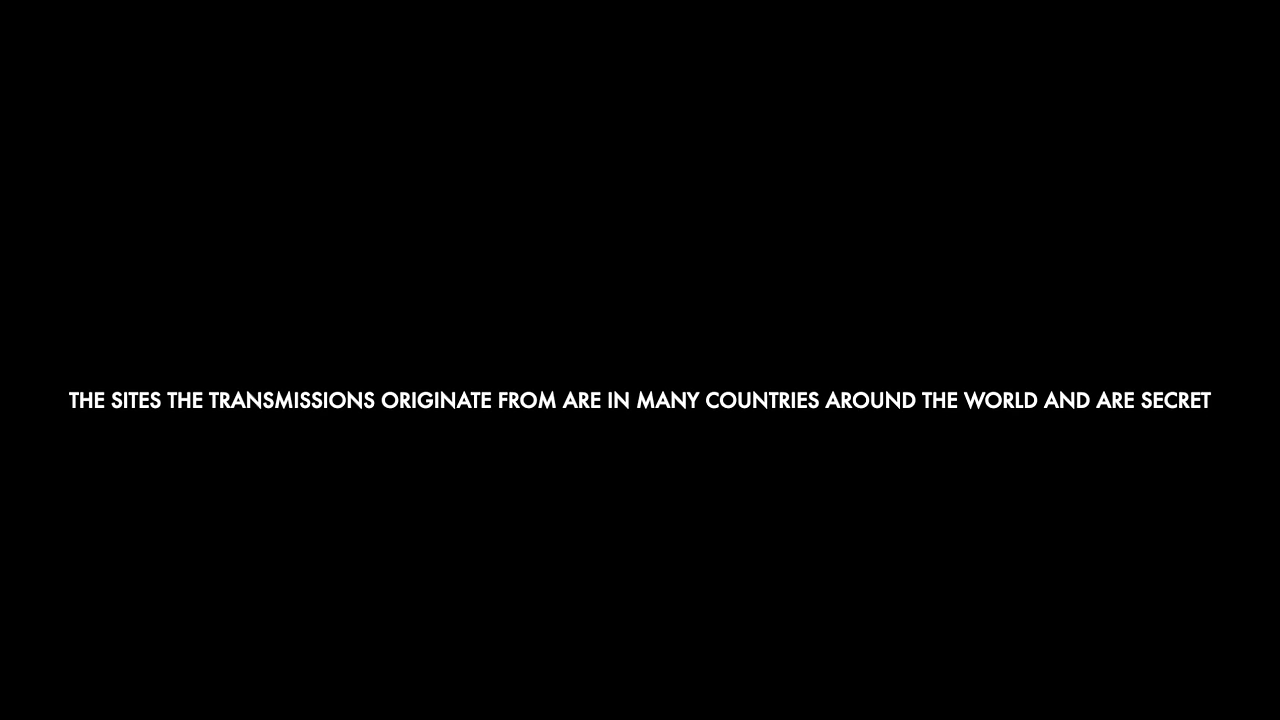 THE SITES THE TRANSMISSIONS ORIGINATE FROM ARE IN MANY COUNTRIES AROUND THE WORLD AND ARE SECRET